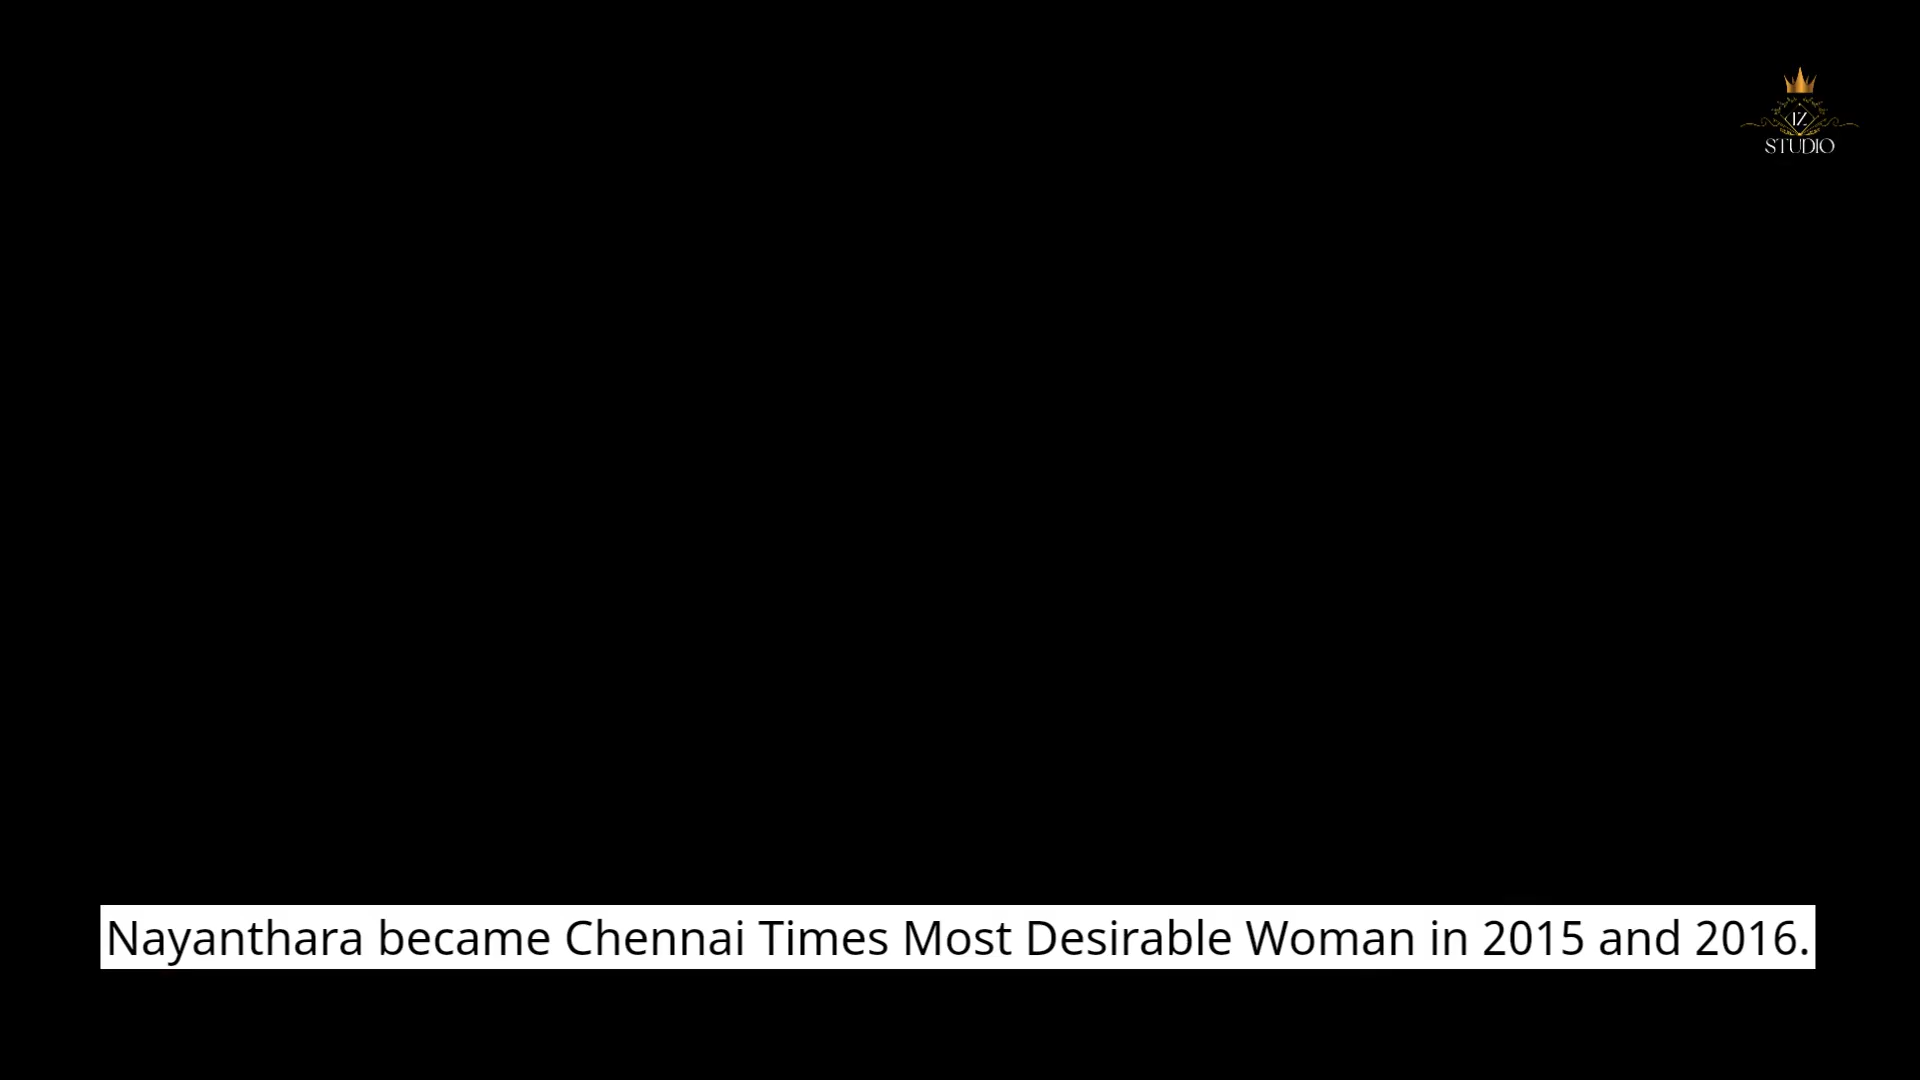 IZ
STUDIO
Nayanthara became Chennai Times Most Desirable Woman in 2015 and 2016.